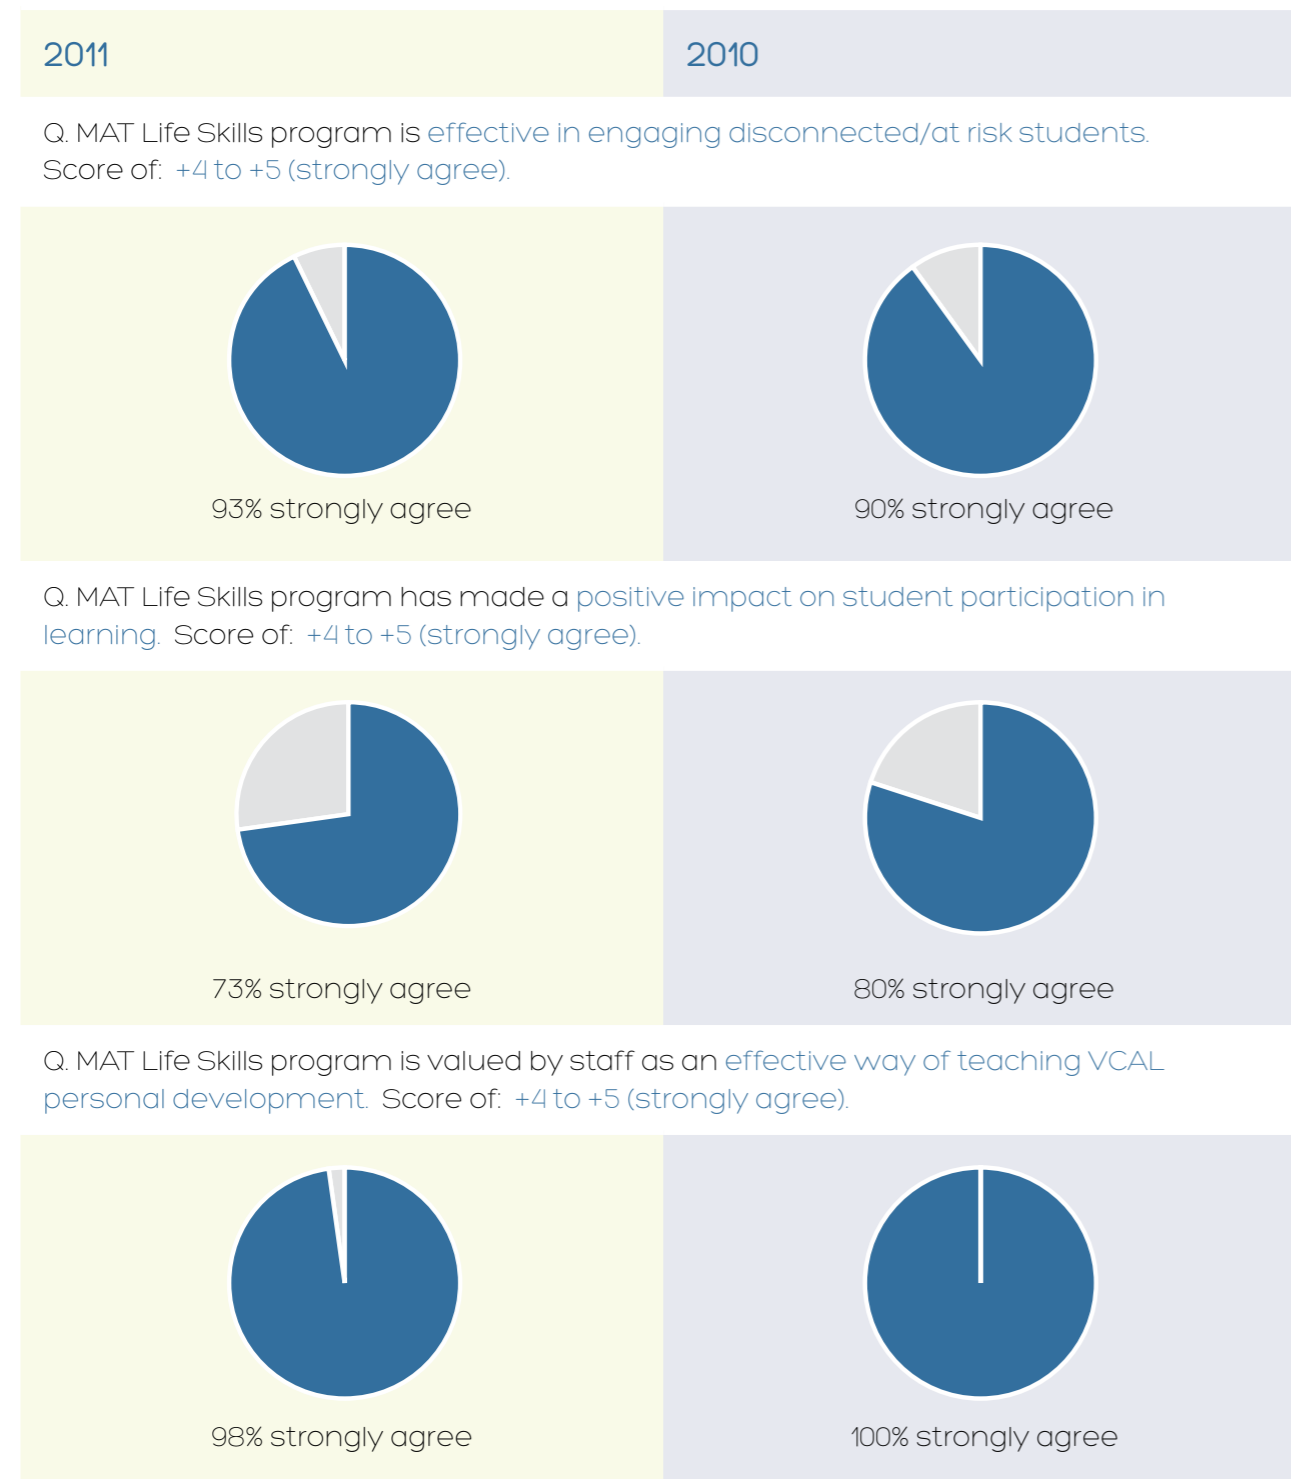 2011
2010
Q. MAT Life Skills program is effective in engaging disconnected/at risk students.
Score of: +4 to +5 (strongly agree).
93% strongly agree
90% strongly agree
Q. MAT Life Skills program has made a positive impact on student participation in
learning. Score of: +4 to +5 (strongly agree).
73% strongly agree
80% strongly agree
Q. MAT Life Skills program is valued by staff as an effective way of teaching VCAL
personal development. Score of: +4 to +5 (strongly agree).
98% strongly agree
100% strongly agree